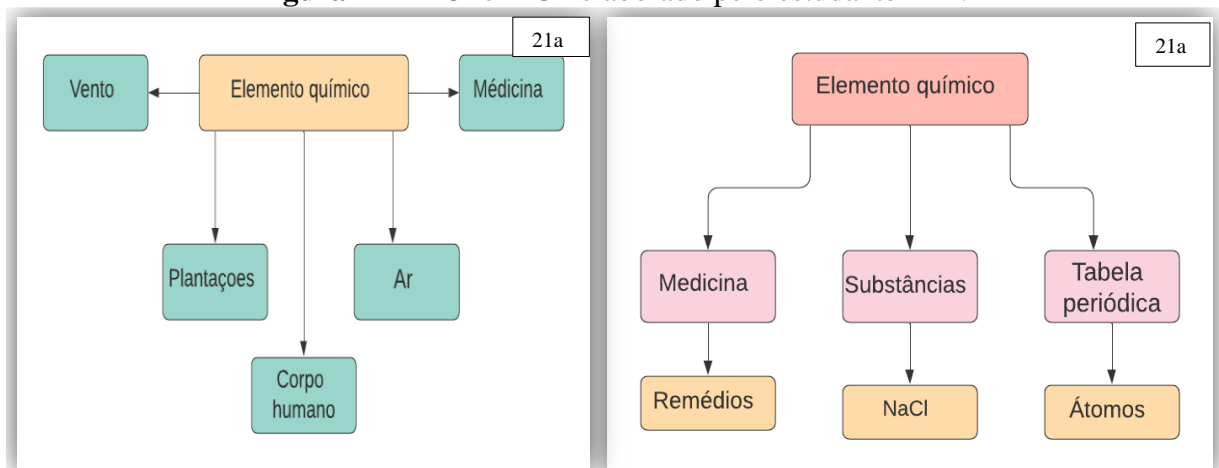 21a
Vento
Elemento químico
Médicina
Plantaçoes
Ar
Corpo
humano
21a
Elemento químico
Medicina
Substâncias
Tabela
periódica
Remédios
NaCl
Átomos